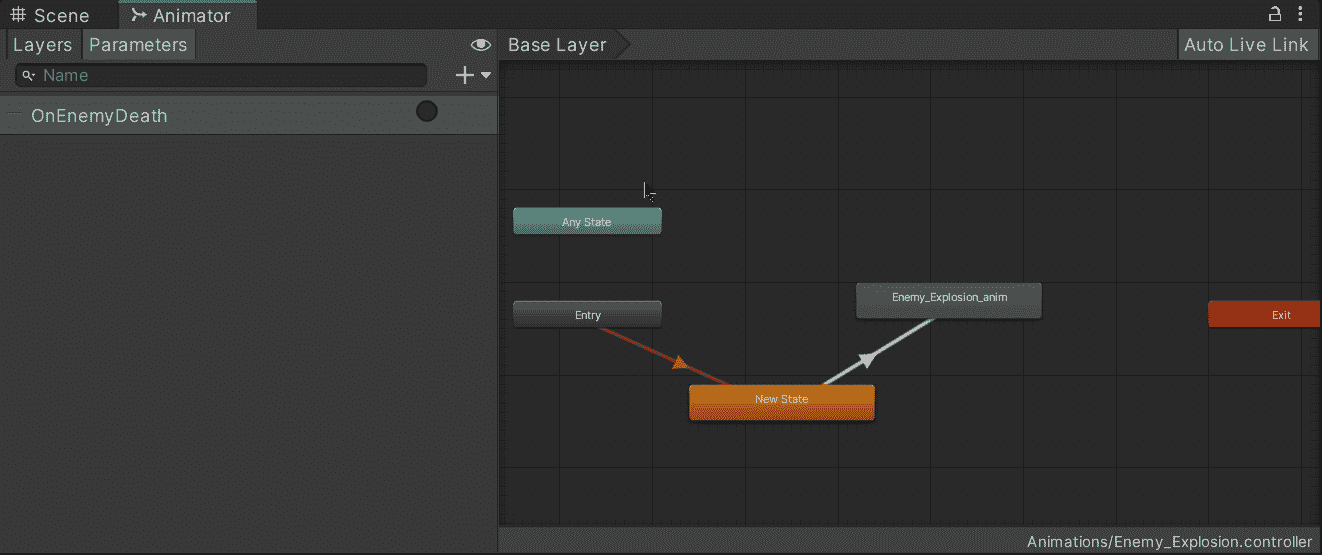 Scene
Animator
Layers
Parameters
Base Layer
Auto Live Link
Name
OnEnemyDeath
Any State
Enemy_Explosion_anim
Entry
Exit
New State
Animations/Enemy_Explosion.controller